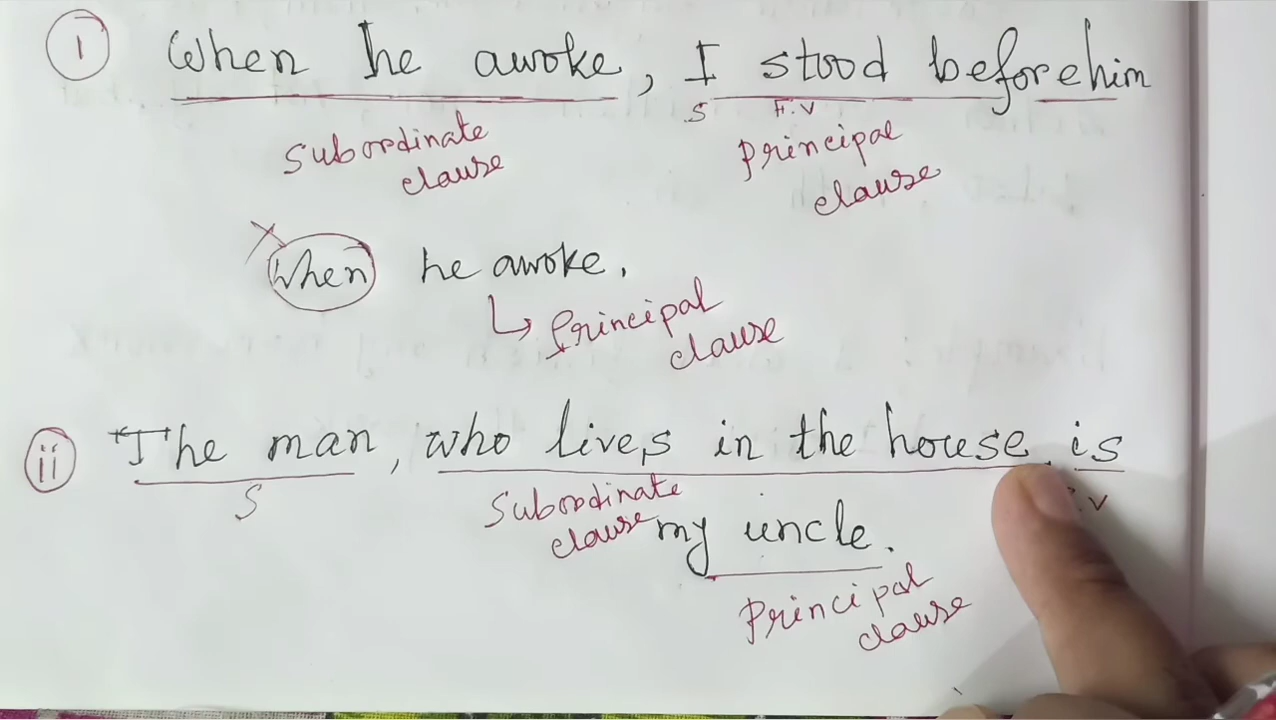 i When he awoke, I stood before him
S F.V
Subordinate clause Principal clause
When he awoke.
↳ Principal clause
ii The man, who lives in the house, is
S Subordinate clause .V
my uncle.
Principal clause